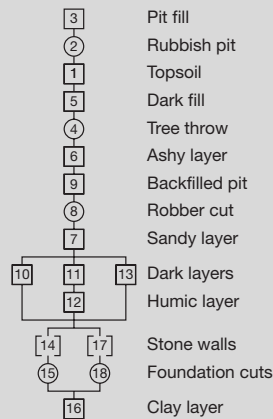 3 Pit fill
2 Rubbish pit
1 Topsoil
5 Dark fill
4 Tree throw
6 Ashy layer
9 Backfilled pit
8 Robber cut
7 Sandy layer
10 11 13 Dark layers
12 Humic layer
14 17 Stone walls
15 18 Foundation cuts
16 Clay layer